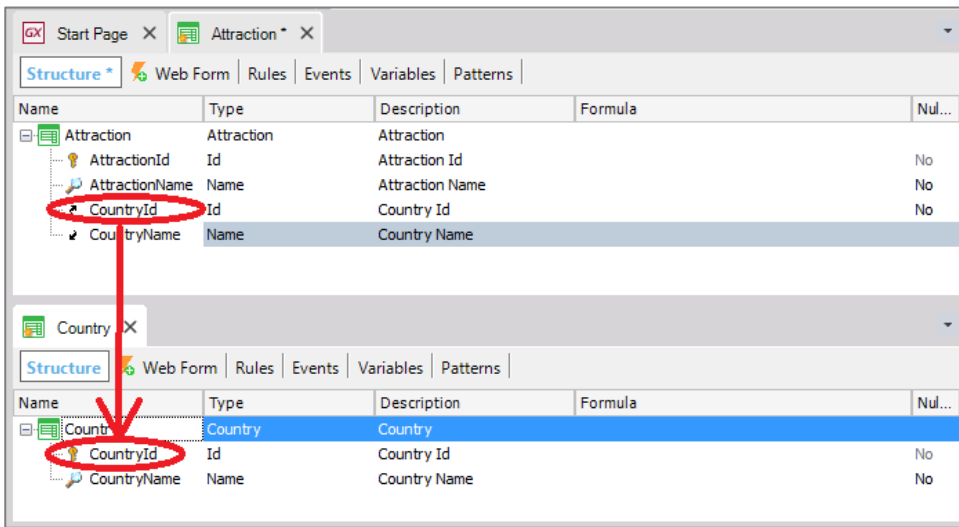 GX Start Page Attraction *
Structure * Web Form Rules Events Variables Patterns
Name Type Description Formula Nul...
Attraction Attraction Attraction
AttractionId Id Attraction Id No
AttractionName Name Attraction Name No
CountryId Id Country Id No
CountryName Name Country Name
Country
Structure Web Form Rules Events Variables Patterns
Name Type Description Formula Nul...
Country Country Country
CountryId Id Country Id No
CountryName Name Country Name No